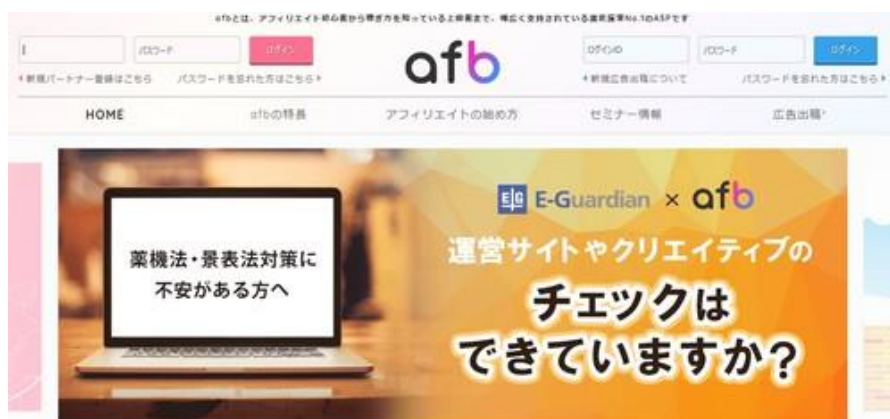 afbとは、アフィリエイト初心者から稼ぎ方を知っている上級者まで、幅広く支持されている満足度No.1のASPです
パスワード
ログイン
afb
ログインID
パスワード
ログイン
新規パートナー登録はこちら
パスワードを忘れた方はこちら
新規広告出稿について
パスワードを忘れた方はこちら
HOME
afbの特長
アフィリエイトの始め方
セミナー情報
広告出稿
EG E-Guardian × afb
薬機法・景表法対策に
不安がある方へ
運営サイトやクリエイティブの
チェックは
できていますか?